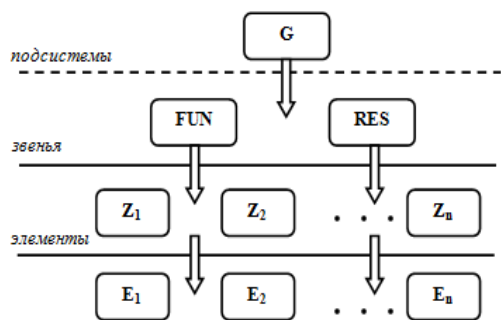 G
подсистемы
FUN RES
звенья
Z1 Z2 . . . Zn
элементы
E1 E2 . . . En